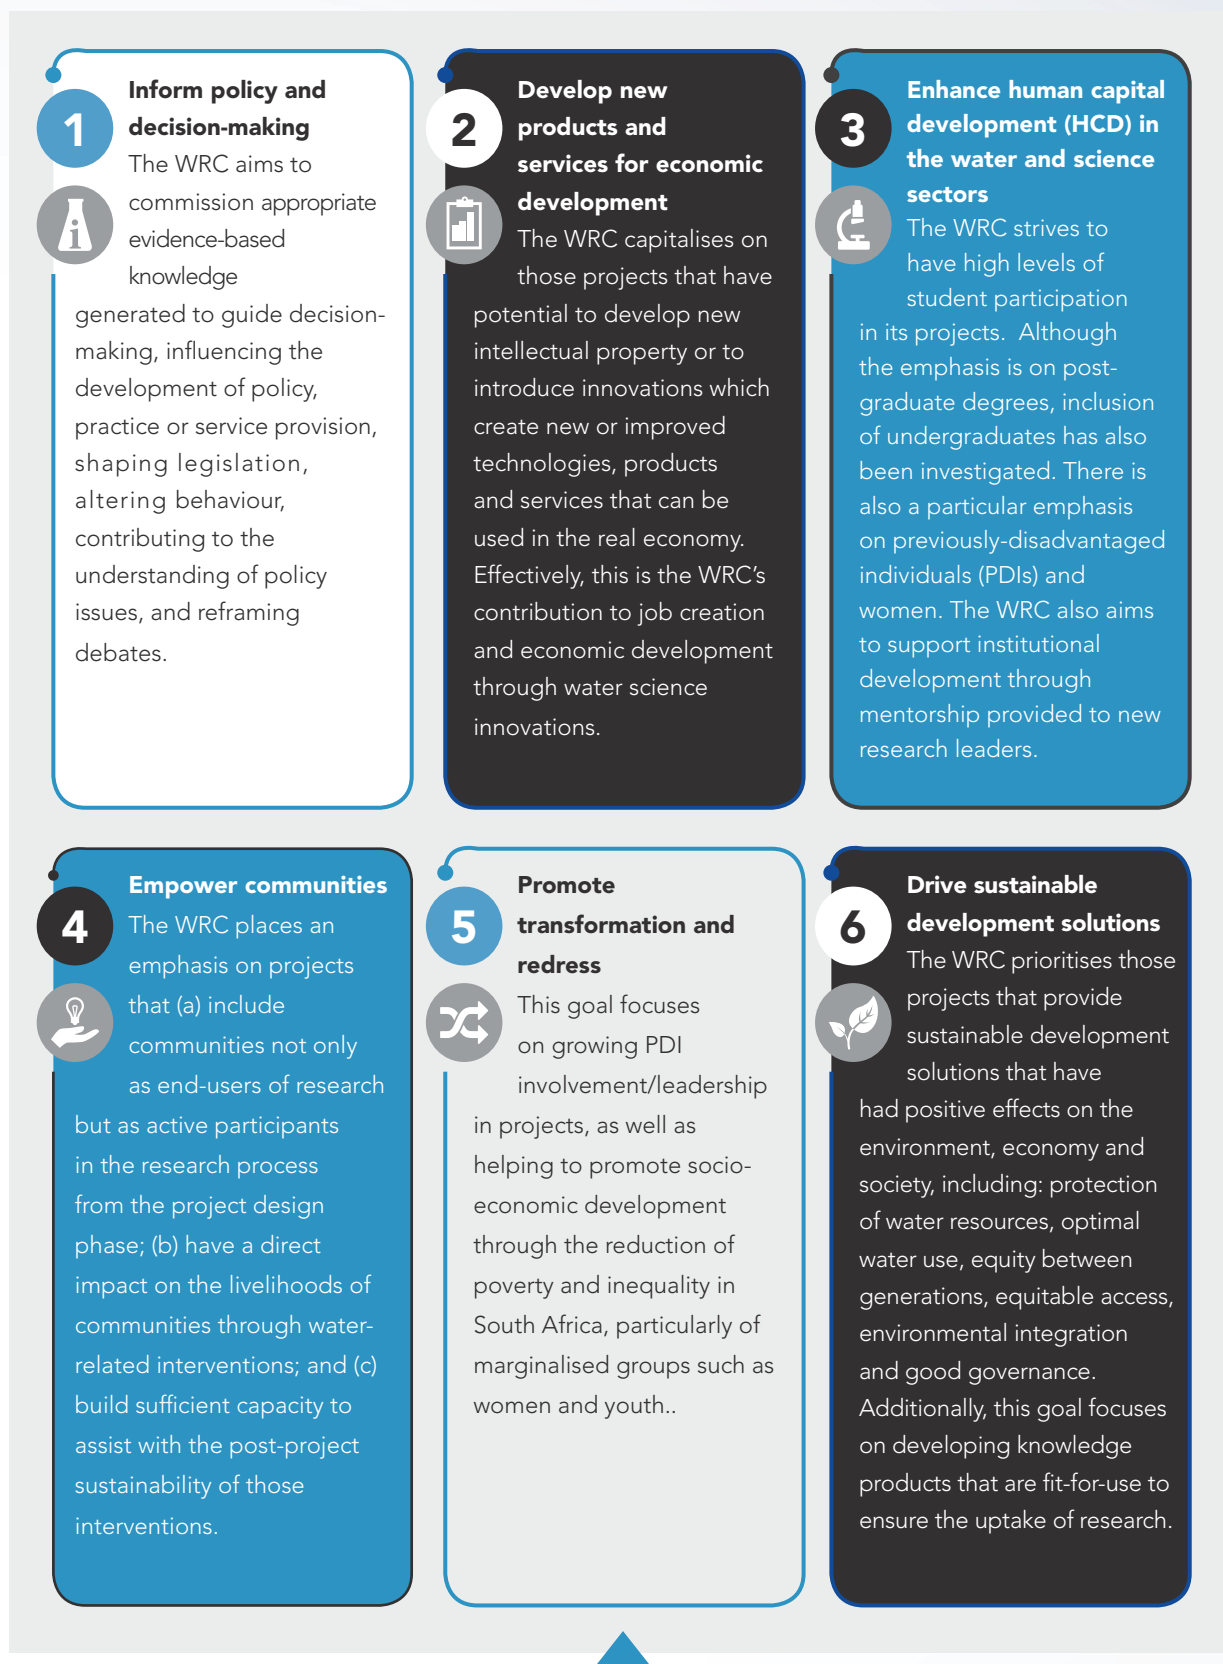 1
Inform policy and
decision-making
The WRC aims to
commission appropriate
evidence-based
knowledge
generated to guide decision-
making, influencing the
development of policy,
practice or service provision,
shaping legislation,
altering behaviour,
contributing to the
understanding of policy
issues, and reframing
debates.
2
Develop new
products and
services for economic
development
The WRC capitalises on
those projects that have
potential to develop new
intellectual property or to
introduce innovations which
create new or improved
technologies, products
and services that can be
used in the real economy.
Effectively, this is the WRC’s
contribution to job creation
and economic development
through water science
innovations.
3
Enhance human capital
development (HCD) in
the water and science
sectors
The WRC strives to
have high levels of
student participation
in its projects.  Although
the emphasis is on post-
graduate degrees, inclusion
of undergraduates has also
been investigated. There is
also a particular emphasis
on previously-disadvantaged
individuals (PDIs) and
women. The WRC also aims
to support institutional
development through
mentorship provided to new
research leaders.
4
Empower communities
The WRC places an
emphasis on projects
that (a) include
communities not only
as end-users of research
but as active participants
in the research process
from the project design
phase; (b) have a direct
impact on the livelihoods of
communities through water-
related interventions; and (c)
build sufficient capacity to
assist with the post-project
sustainability of those
interventions.
5
Promote
transformation and
redress
This goal focuses
on growing PDI
involvement/leadership
in projects, as well as
helping to promote socio-
economic development
through the reduction of
poverty and inequality in
South Africa, particularly of
marginalised groups such as
women and youth..
6
Drive sustainable
development solutions
The WRC prioritises those
projects that provide
sustainable development
solutions that have
had positive effects on the
environment, economy and
society, including: protection
of water resources, optimal
water use, equity between
generations, equitable access,
environmental integration
and good governance.
Additionally, this goal focuses
on developing knowledge
products that are fit-for-use to
ensure the uptake of research.